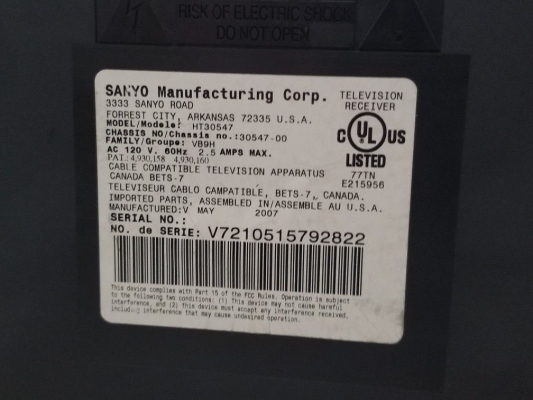 RISK OF ELECTRIC SHOCK
DO NOT OPEN
SANYO Manufacturing Corp.
3333 SANYO ROAD
FORREST CITY, ARKANSAS 72335 U.S.A.
MODEL/Modele: HT30547
CHASSIS NO/Chassis no.:30547-00
FAMILY/Groupe: VB9H
AC 120 V. 60Hz 2.5 AMPS MAX.
PAT.: 4,930,158 4,930,160
CABLE COMPATIBLE TELEVISION APPARATUS
CANADA BETS-7
TELEVISEUR CABLO CAMPATIBLE, BETS-7, CANADA.
IMPORTED PARTS, ASSEMBLED IN/ASSEMBLE AU U.S.A.
MANUFACTURED:V MAY 2007
SERIAL NO.:
NO. de SERIE: V7210515792822
TELEVISION
RECEIVER
C UL US
LISTED
77TN
E215956
This device complies with Part 15 of the FCC Rules. Operation is subject
to the following two conditions: (1) This device may not cause harmful
interference, and (2) this device must accept any interference received,
including interference that may cause undesired operation.